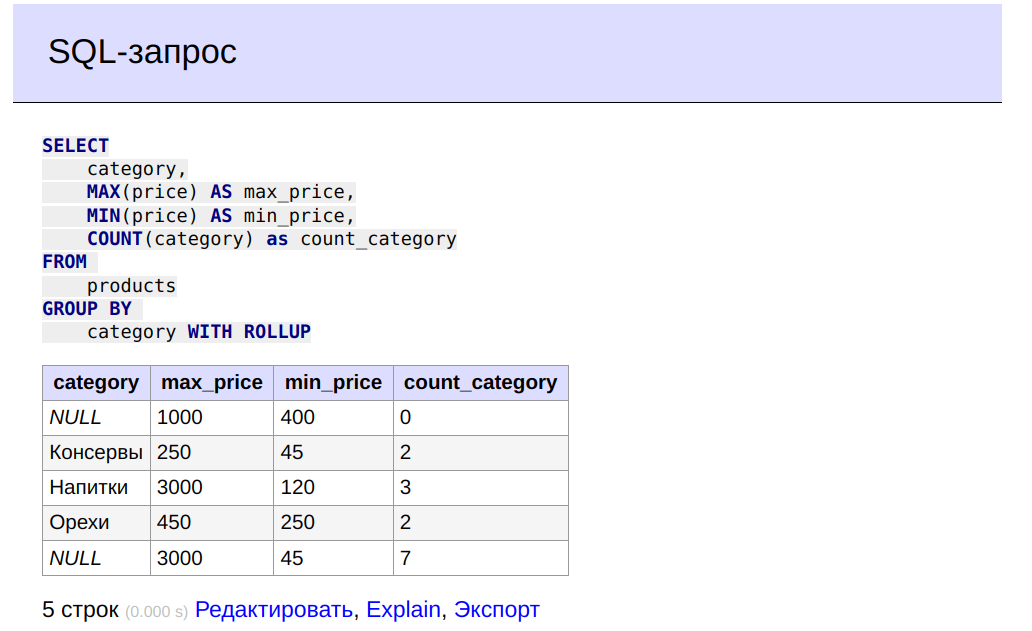 SQL-запрос
SELECT
category,
MAX(price) AS max_price,
MIN(price) AS min_price,
COUNT(category) as count_category
FROM
products
GROUP BY
category WITH ROLLUP
category max_price min_price count_category
NULL 1000 400 0
Консервы 250 45 2
Напитки 3000 120 3
Орехи 450 250 2
NULL 3000 45 7
5 строк (0.000 s) Редактировать, Explain, Экспорт